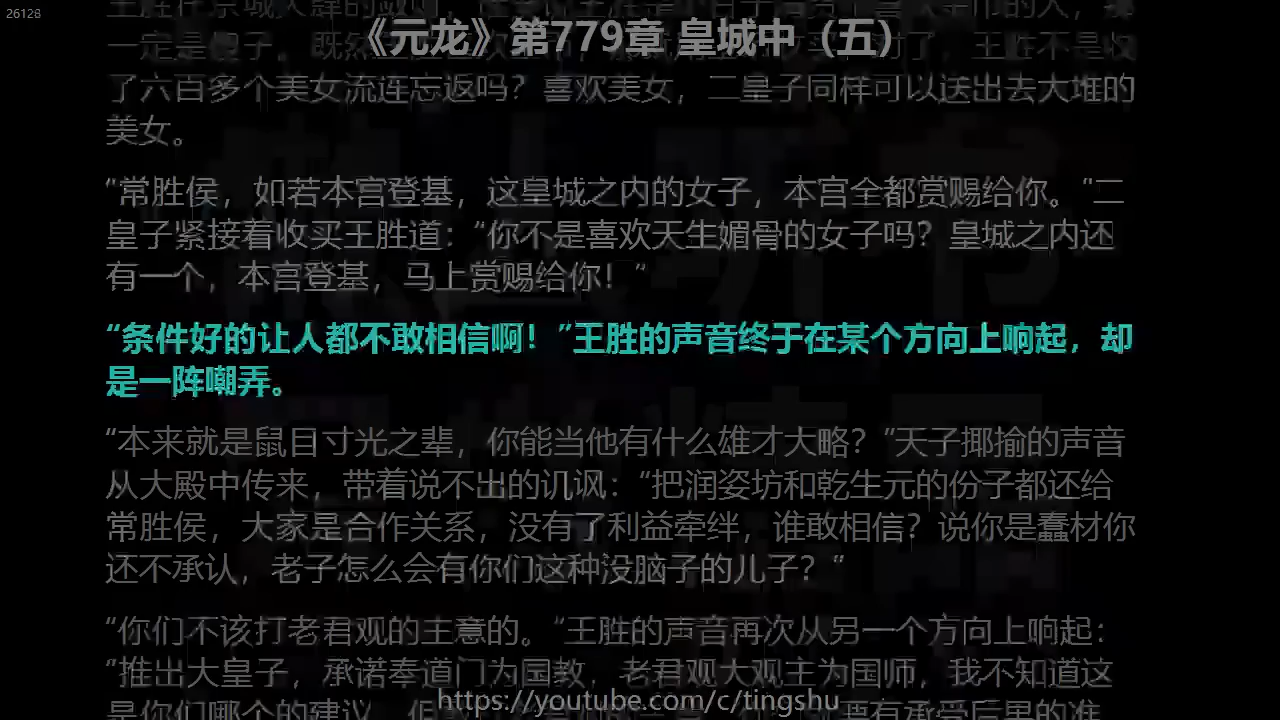 26128
《元龙》第779章 皇城中（五）
了六百多个美女流连忘返吗？喜欢美女，二皇子同样可以送出去大堆的
美女。
“常胜侯，如若本宫登基，这皇城之内的女子，本宫全都赏赐给你。”二
皇子紧接着收买王胜道：“你不是喜欢天生媚骨的女子吗？皇城之内还
有一个，本宫登基，马上赏赐给你！“
“条件好的让人都不敢相信啊！”王胜的声音终于在某个方向上响起，却
是一阵嘲弄。
“本来就是鼠目寸光之辈，你能当他有什么雄才大略？“天子揶揄的声音
从大殿中传来，带着说不出的讥讽：“把润姿坊和乾生元的份子都还给
常胜侯，大家是合作关系，没有了利益牵绊，谁敢相信？说你是蠢材你
还不承认，老子怎么会有你们这种没脑子的儿子？“
“你们不该打老君观的主意的。“王胜的声音再次从另一个方向上响起：
”推出大皇子，承诺奉道门为国教，老君观大观主为国师，我不知道这
是你们哪个的建议，
https://youtube.com/c/tingshu